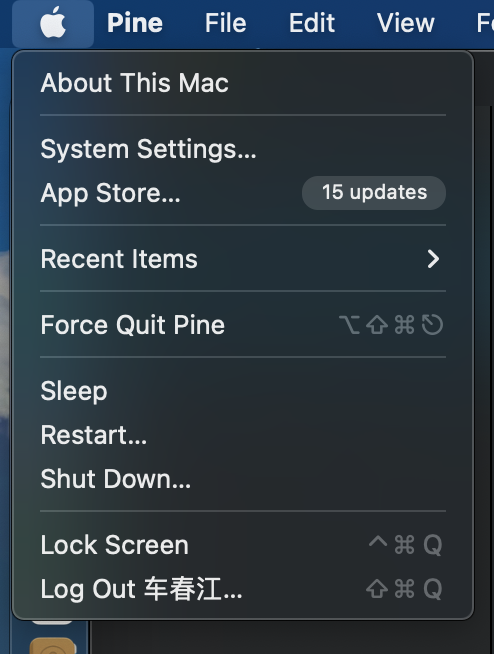 Pine File Edit View
About This Mac
System Settings...
App Store... 15 updates
Recent Items
Force Quit Pine ⌥⇧⌘⎋
Sleep
Restart...
Shut Down...
Lock Screen ^⌘Q
Log Out 车春江... ⇧⌘Q